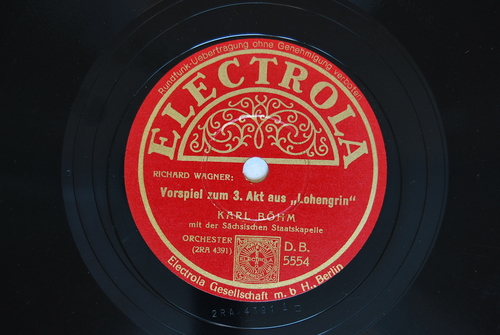 Rundfunk-Uebertragung ohne Genehmigung verboten
ELECTROLA
RICHARD WAGNER:
Vorspiel zum 3. Akt aus „Lohengrin“
KARL BÖHM
mit der Sächsischen Staatskapelle
ORCHESTER
(2RA 4391)
D.B.
5554
Electrola Gesellschaft m. b H., Berlin